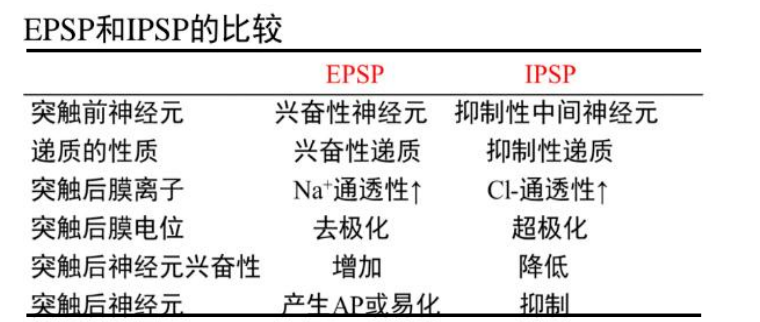 EPSP和IPSP的比较
EPSP IPSP
突触前神经元 兴奋性神经元 抑制性中间神经元
递质的性质 兴奋性递质 抑制性递质
突触后膜离子 Na⁺通透性↑ Cl-通透性↑
突触后膜电位 去极化 超极化
突触后神经元兴奋性 增加 降低
突触后神经元 产生AP或易化 抑制